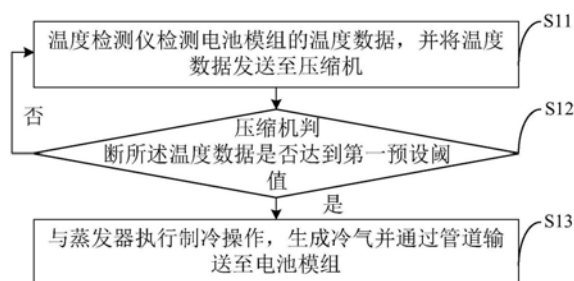 温度检测仪检测电池模组的温度数据，并将温度
数据发送至压缩机
S11
否
压缩机判
断所述温度数据是否达到第一预设阈
值
S12
是
与蒸发器执行制冷操作，生成冷气并通过管道输
送至电池模组
S13